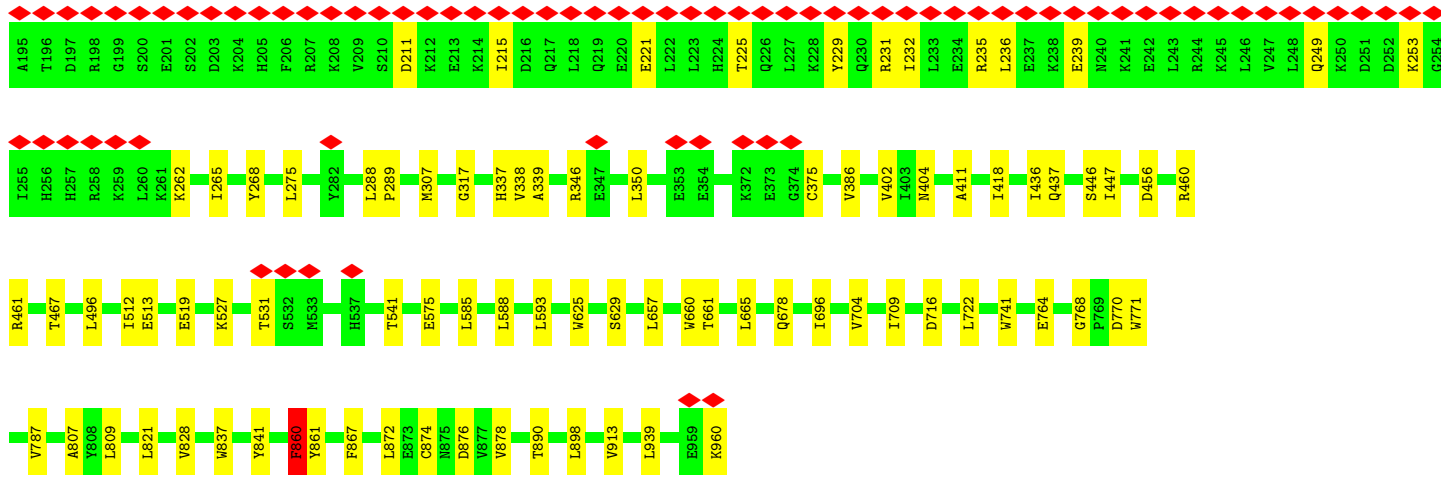 A195 T196 D197 R198 G199 S200 E201 S202 D203 K204 H205 F206 R207 K208 V209 S210 D211 K212 E213 K214 I215 D216 Q217 L218 Q219 E220 E221 L222 L223 H224 T225 Q226 L227 K228 Y229 Q230 R231 I232 L233 E234 R235 L236 E237 K238 E239 N240 K241 E242 L243 R244 K245 L246 V247 L248 Q249 K250 D251 D252 K253 G254
I255 H256 H257 R258 K259 L260 K261 K262 I265 Y268 L275 Y282 L288 P289 M307 G317 H337 V338 A339 R346 E347 L350 E353 E354 K372 E373 G374 C375 V386 V402 I403 N404 A411 I418 I436 Q437 S446 I447 D456 R460
R461 T467 L496 I512 E513 E519 K527 T531 S532 M533 H537 T541 E575 L585 L588 L593 W625 S629 L657 W660 T661 L665 Q678 I696 V704 I709 D716 L722 W741 E764 G768 P769 D770 W771
V787 A807 Y808 L809 L821 V828 W837 Y841 F860 Y861 F867 L872 E873 C874 N875 D876 V877 V878 T890 L898 V913 L939 E959 K960